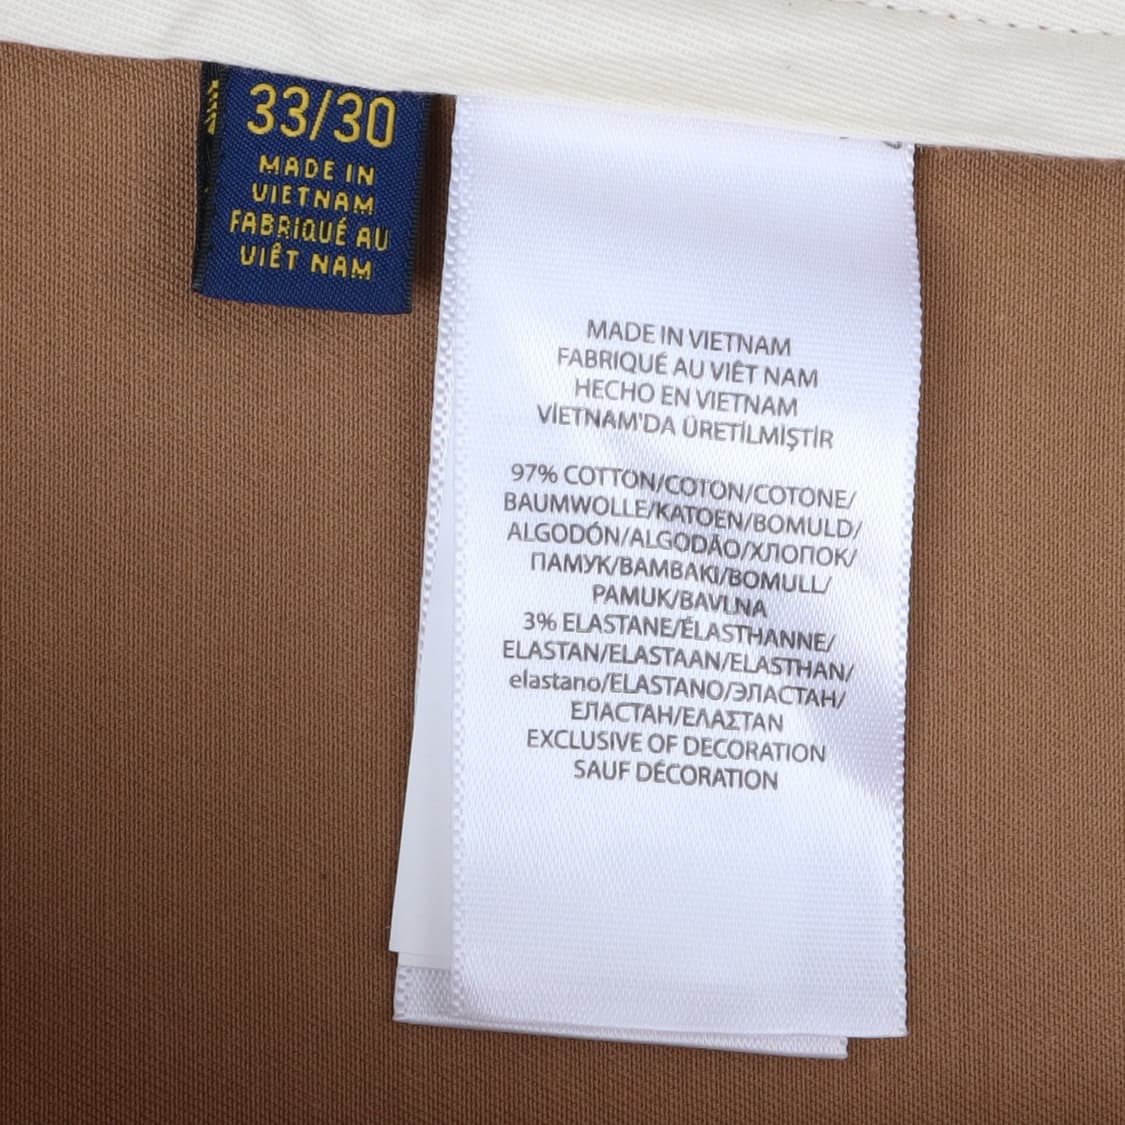 33/30
MADE IN
VIETNAM
FABRIQUÉ AU
VIÊT NAM
MADE IN VIETNAM
FABRIQUÉ AU VIÊT NAM
HECHO EN VIETNAM
VİETNAM'DA ÜRETİLMİŞTİR
97% COTTON/COTON/COTONE/
BAUMWOLLE/KATOEN/BOMULD/
ALGODÓN/ALGODÃO/ХЛОПОК/
ПАМУК/ΒΑΜΒΑΚΙ/BOMULL/
PAMUK/BAVLNA
3% ELASTANE/ÉLASTHANNE/
ELASTAN/ELASTAAN/ELASTHAN/
elastano/ELASTANO/ЭЛАСТАН/
ЕЛАСТАН/ΕΛΑΣΤΑΝ
EXCLUSIVE OF DECORATION
SAUF DÉCORATION